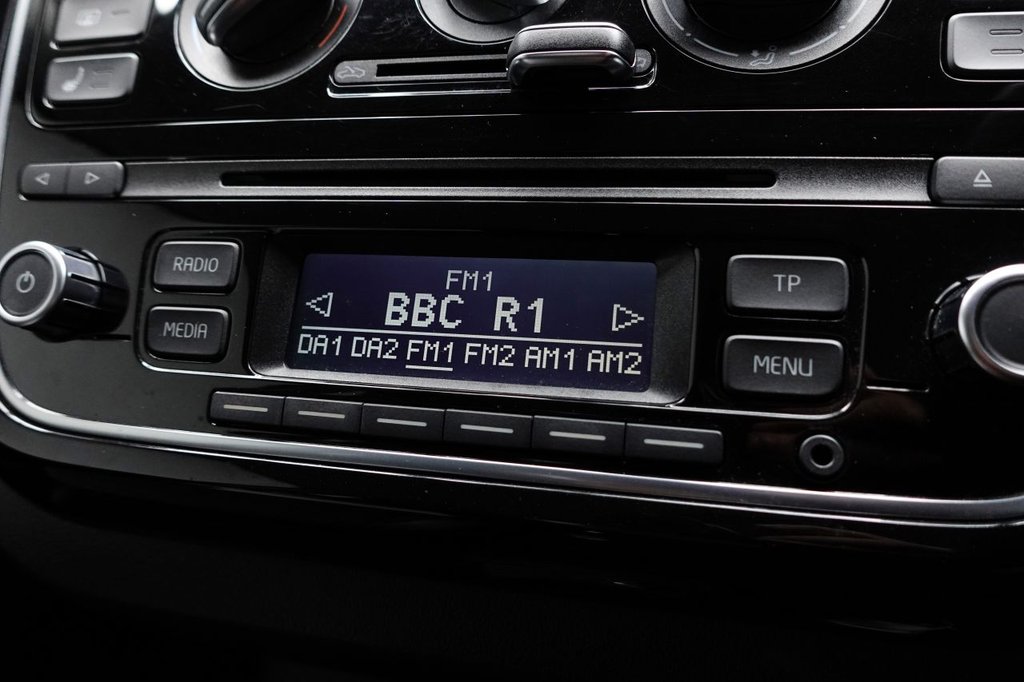 RADIO
MEDIA
FM1
BBC R1
DA1 DA2 FM1 FM2 AM1 AM2
TP
MENU